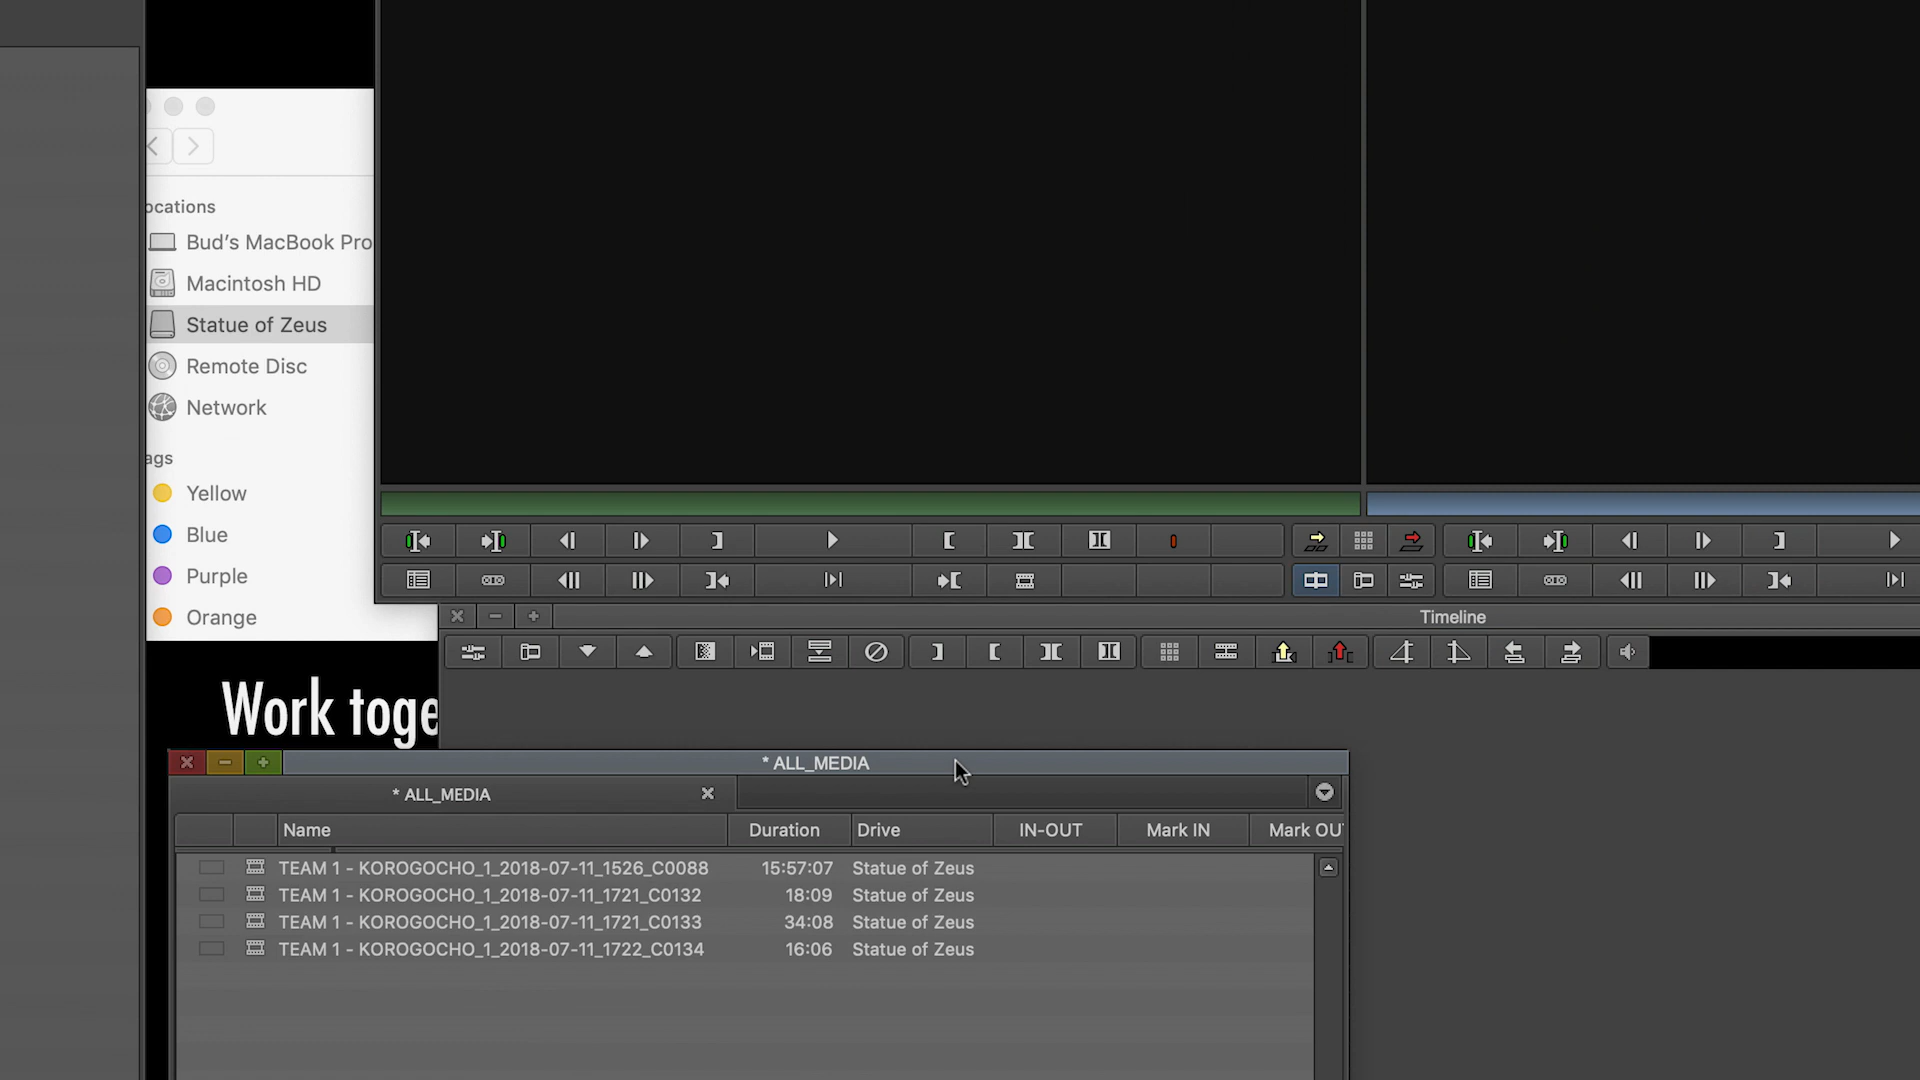 ocations
Bud's MacBook Pro
Macintosh HD
Statue of Zeus
Remote Disc
Network
ags
Yellow
Blue
Purple
Orange
Timeline
Work toge
* ALL_MEDIA
* ALL_MEDIA
Name Duration Drive IN-OUT Mark IN Mark OU
TEAM 1 - KOROGOCHO_1_2018-07-11_1526_C0088 15:57:07 Statue of Zeus
TEAM 1 - KOROGOCHO_1_2018-07-11_1721_C0132 18:09 Statue of Zeus
TEAM 1 - KOROGOCHO_1_2018-07-11_1721_C0133 34:08 Statue of Zeus
TEAM 1 - KOROGOCHO_1_2018-07-11_1722_C0134 16:06 Statue of Zeus